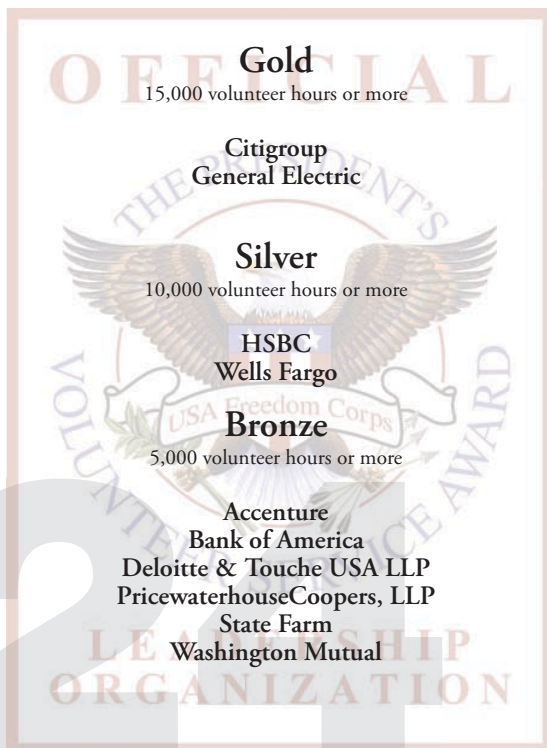 OFFICIAL
Gold
15,000 volunteer hours or more
Citigroup
General Electric
THE PRESIDENT'S
Silver
10,000 volunteer hours or more
HSBC
Wells Fargo
USA Freedom Corps
Bronze
5,000 volunteer hours or more
VOLUNTEER SERVICE AWARD
Accenture
Bank of America
Deloitte & Touche USA LLP
PricewaterhouseCoopers, LLP
State Farm
Washington Mutual
LEADERSHIP
ORGANIZATION
24